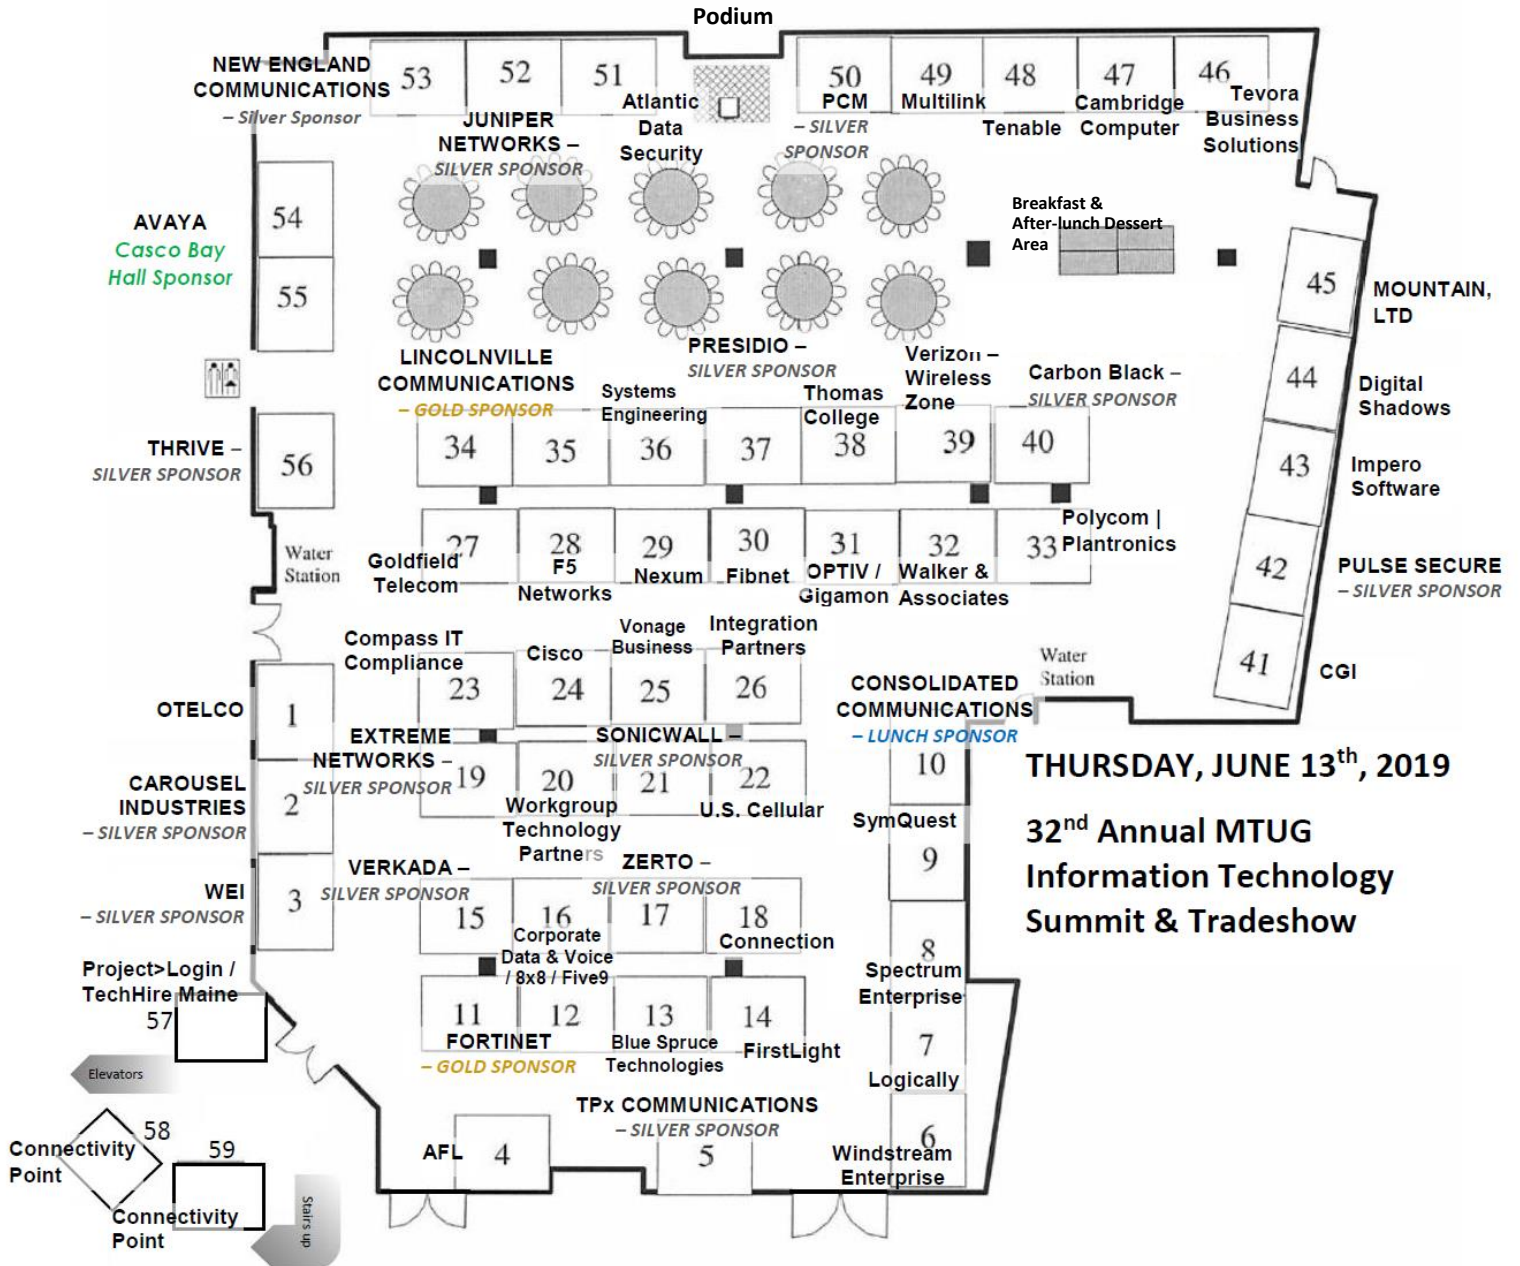 Podium
NEW ENGLAND
COMMUNICATIONS
– Silver Sponsor
53
52
51
50
49
48
47
46
JUNIPER
NETWORKS –
SILVER SPONSOR
Atlantic
Data
Security
PCM
– SILVER
SPONSOR
Multilink
Tenable
Cambridge
Computer
Tevora
Business
Solutions
54
AVAYA
Casco Bay
Hall Sponsor
55
Breakfast &
After-lunch Dessert
Area
45
MOUNTAIN,
LTD
44
Digital
Shadows
43
Impero
Software
42
PULSE SECURE
– SILVER SPONSOR
41
CGI
LINCOLNVILLE
COMMUNICATIONS
– GOLD SPONSOR
Systems
Engineering
PRESIDIO –
SILVER SPONSOR
Thomas
College
Verizon –
Wireless
Zone
Carbon Black –
SILVER SPONSOR
34
35
36
37
38
39
40
THRIVE –
SILVER SPONSOR
56
Water
Station
27
28
29
30
31
32
33
Goldfield
Telecom
F5
Networks
Nexum
Fibnet
OPTIV /
Gigamon
Walker &
Associates
Polycom |
Plantronics
Compass IT
Compliance
Cisco
Vonage
Business
Integration
Partners
23
24
25
26
Water
Station
CONSOLIDATED
COMMUNICATIONS
– LUNCH SPONSOR
10
OTELCO
1
EXTREME
NETWORKS –
SILVER SPONSOR
SONICWALL –
SILVER SPONSOR
19
20
21
22
Workgroup
Technology
Partners
U.S. Cellular
CAROUSEL
INDUSTRIES
– SILVER SPONSOR
2
SymQuest
9
THURSDAY, JUNE 13th, 2019
32nd Annual MTUG
Information Technology
Summit & Tradeshow
WEI
– SILVER SPONSOR
3
VERKADA –
SILVER SPONSOR
ZERTO –
SILVER SPONSOR
15
16
17
18
Corporate
Data & Voice
/ 8x8 / Five9
Connection
8
Spectrum
Enterprise
11
12
13
14
FORTINET
– GOLD SPONSOR
Blue Spruce
Technologies
FirstLight
7
Logically
Project>Login /
TechHire Maine
57
Elevators
TPx COMMUNICATIONS
– SILVER SPONSOR
AFL
4
5
6
Windstream
Enterprise
58
Connectivity
Point
59
Connectivity
Point
Stairs up